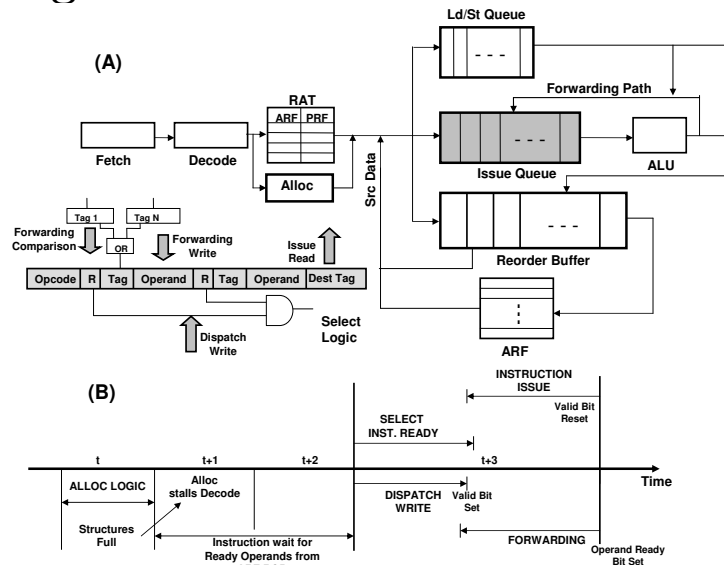 (A)
Ld/St Queue
- - -
Forwarding Path
RAT
ARF PRF
- - -
Fetch
Decode
Issue Queue
ALU
Alloc
Src Data
- - -
Reorder Buffer
Tag 1
Tag N
Forwarding
Comparison
OR
Forwarding
Write
Issue
Read
Opcode R Tag Operand R Tag Operand Dest Tag
Select
Logic
Dispatch
Write
ARF
(B)
INSTRUCTION
ISSUE
SELECT
INST. READY
Valid Bit
Reset
t
t+1
t+2
t+3
Time
ALLOC LOGIC
Alloc
stalls Decode
DISPATCH
WRITE
Valid Bit
Set
Structures
Full
Instruction wait for
Ready Operands from
FORWARDING
Operand Ready
Bit Set